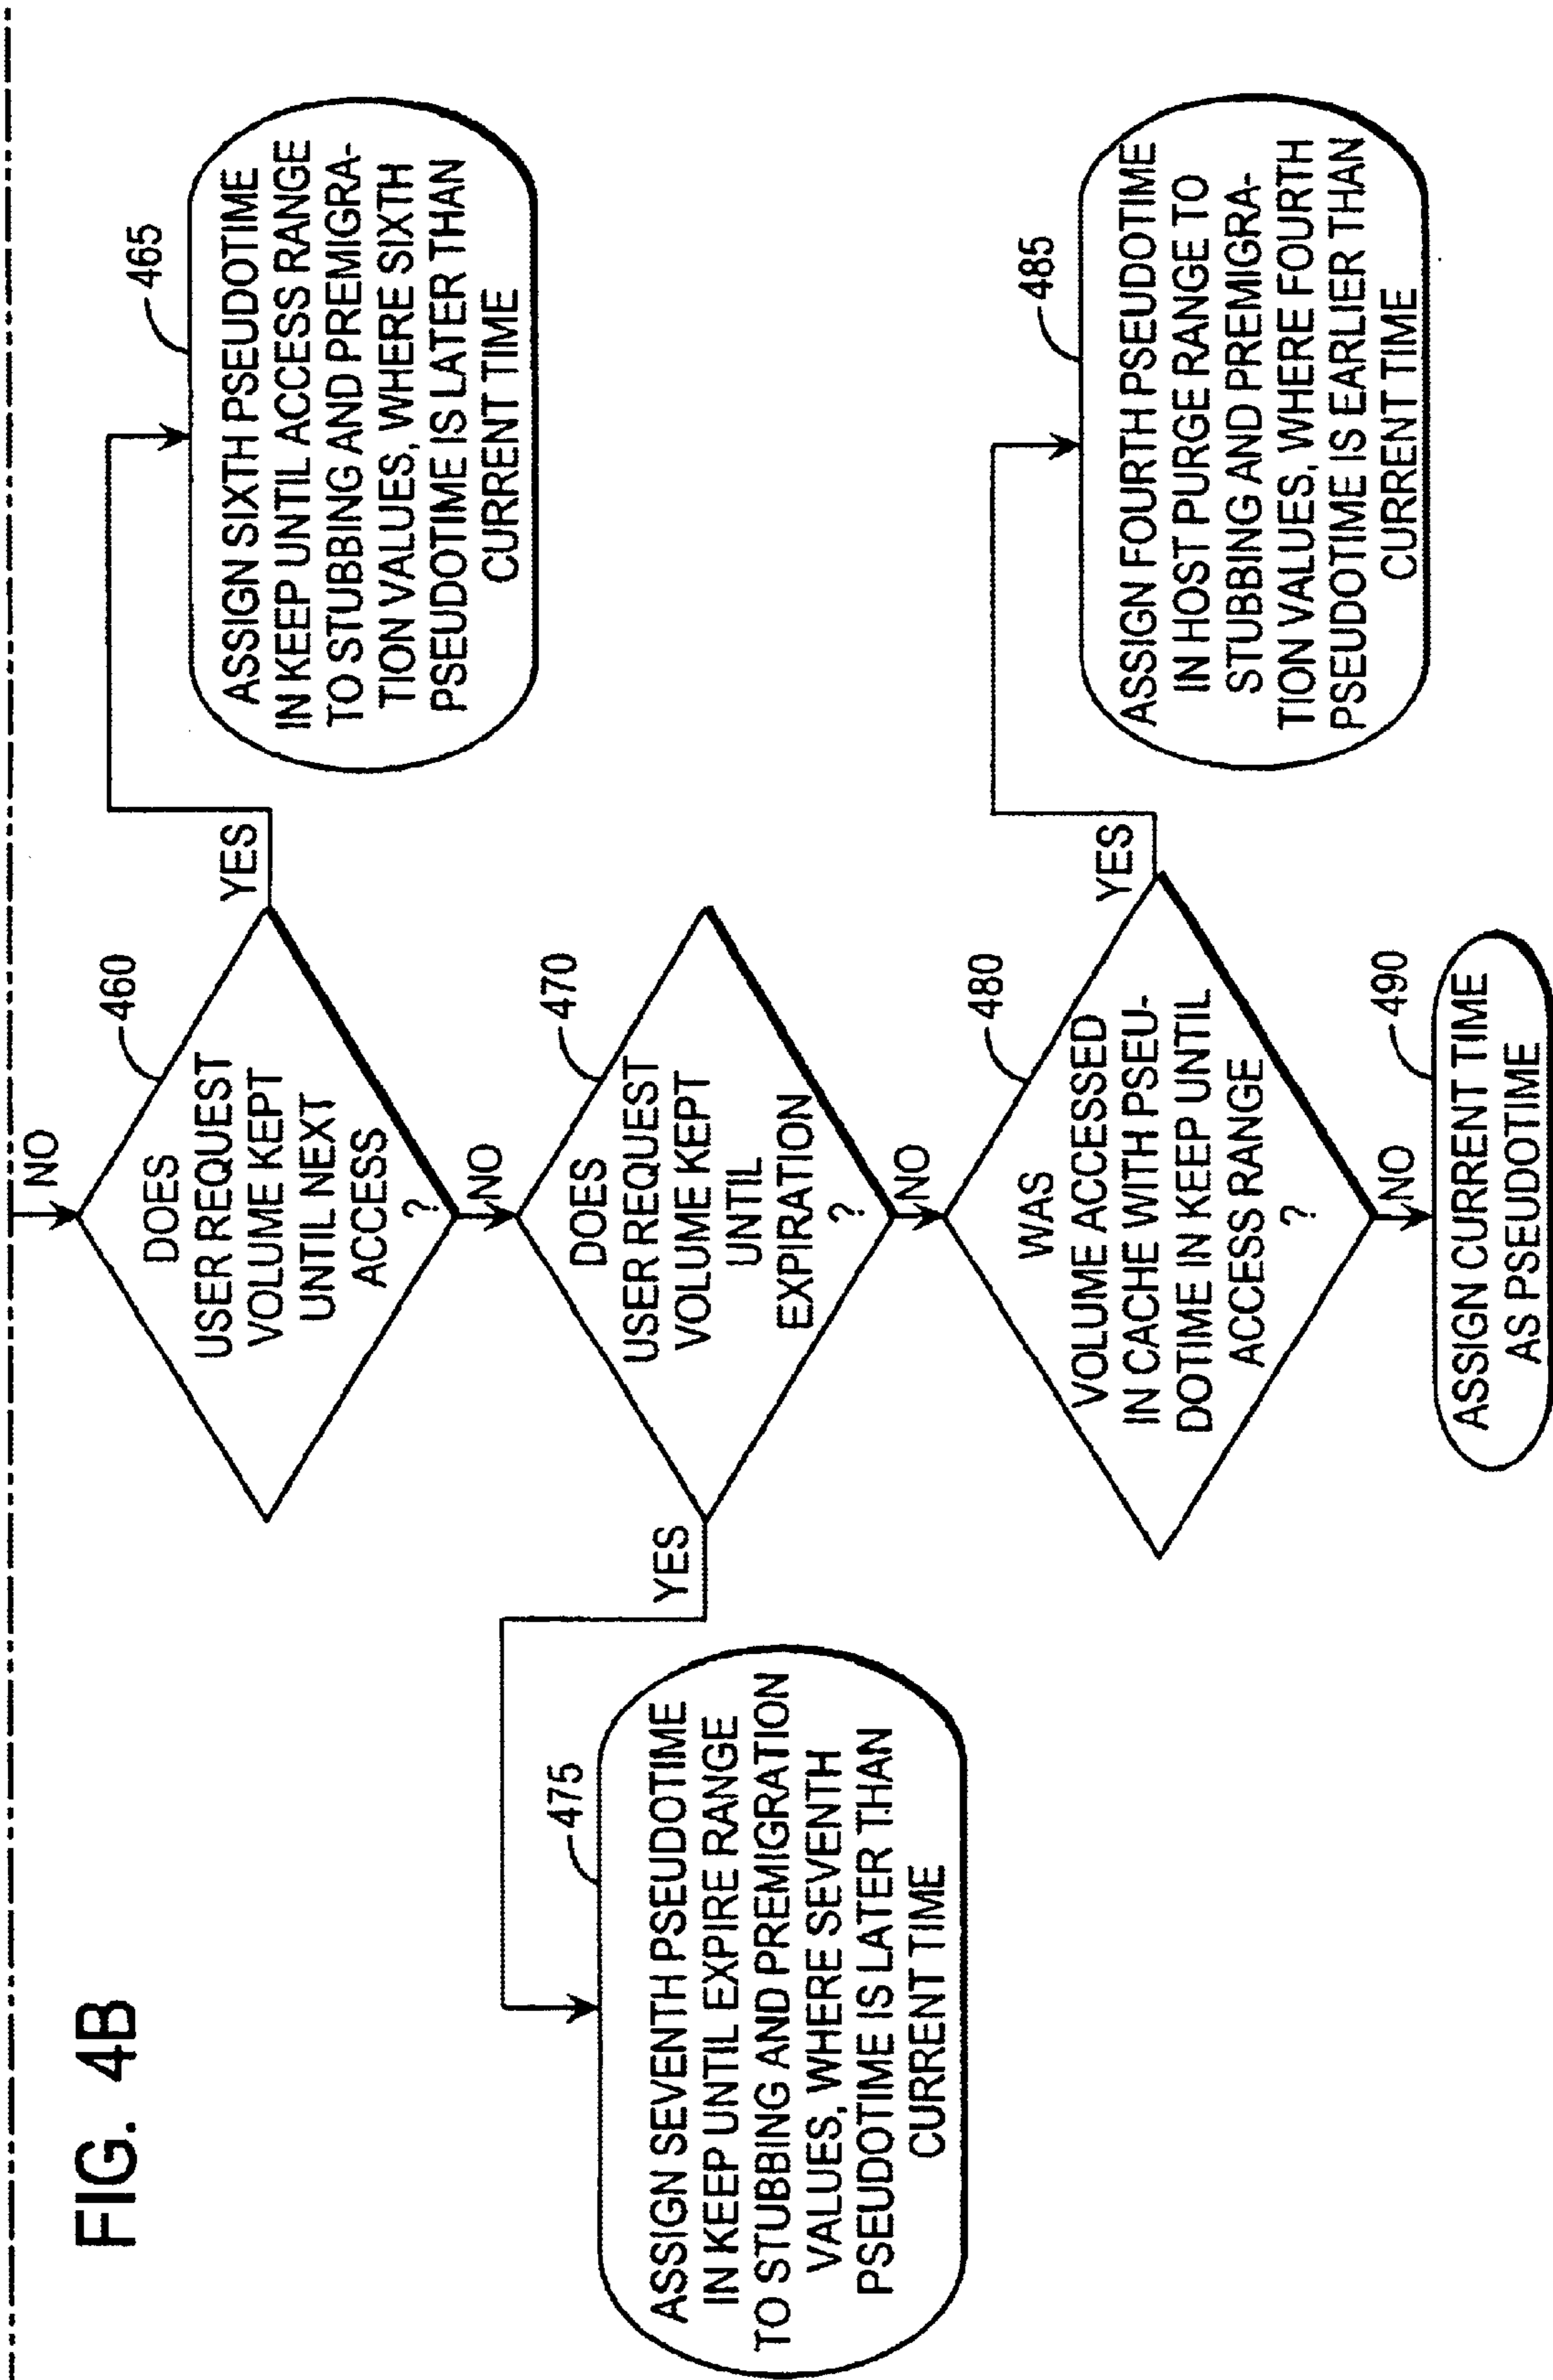 FIG. 4B
NO
460
DOES
USER REQUEST
VOLUME KEPT
UNTIL NEXT
ACCESS
?
YES
465
ASSIGN SIXTH PSEUDOTIME
IN KEEP UNTIL ACCESS RANGE
TO STUBBING AND PREMIGRA-
TION VALUES, WHERE SIXTH
PSEUDOTIME IS LATER THAN
CURRENT TIME
NO
470
DOES
USER REQUEST
VOLUME KEPT
UNTIL
EXPIRATION
?
YES
475
ASSIGN SEVENTH PSEUDOTIME
IN KEEP UNTIL EXPIRE RANGE
TO STUBBING AND PREMIGRATION
VALUES, WHERE SEVENTH
PSEUDOTIME IS LATER THAN
CURRENT TIME
NO
480
WAS
VOLUME ACCESSED
IN CACHE WITH PSEU-
DOTIME IN KEEP UNTIL
ACCESS RANGE
?
YES
485
ASSIGN FOURTH PSEUDOTIME
IN HOST PURGE RANGE TO
STUBBING AND PREMIGRA-
TION VALUES, WHERE FOURTH
PSEUDOTIME IS EARLIER THAN
CURRENT TIME
NO
490
ASSIGN CURRENT TIME
AS PSEUDOTIME